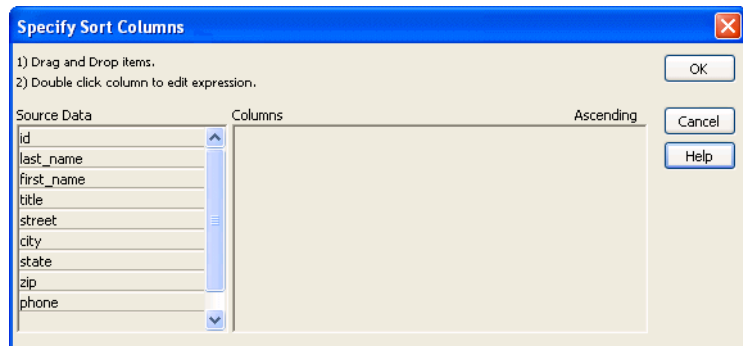 Specify Sort Columns
1) Drag and Drop items.
2) Double click column to edit expression.
OK
Source Data
Columns
Ascending
Cancel
Help
id
last_name
first_name
title
street
city
state
zip
phone